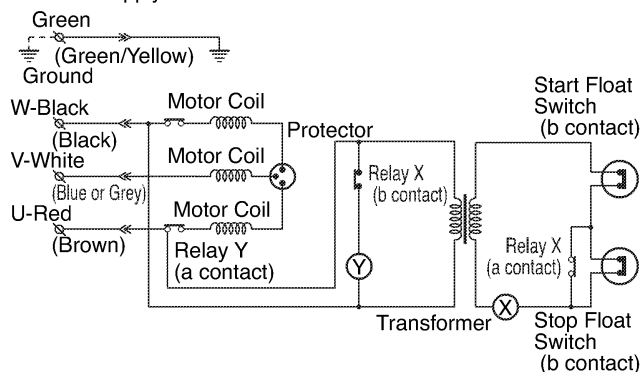 Green
(Green/Yellow)
Ground
W-Black
(Black)
Motor Coil
Protector
V-White
(Blue or Grey)
Motor Coil
U-Red
(Brown)
Motor Coil
Relay Y
(a contact)
Relay X
(b contact)
Y
Transformer
X
Start Float
Switch
(b contact)
Relay X
(a contact)
Stop Float
Switch
(b contact)